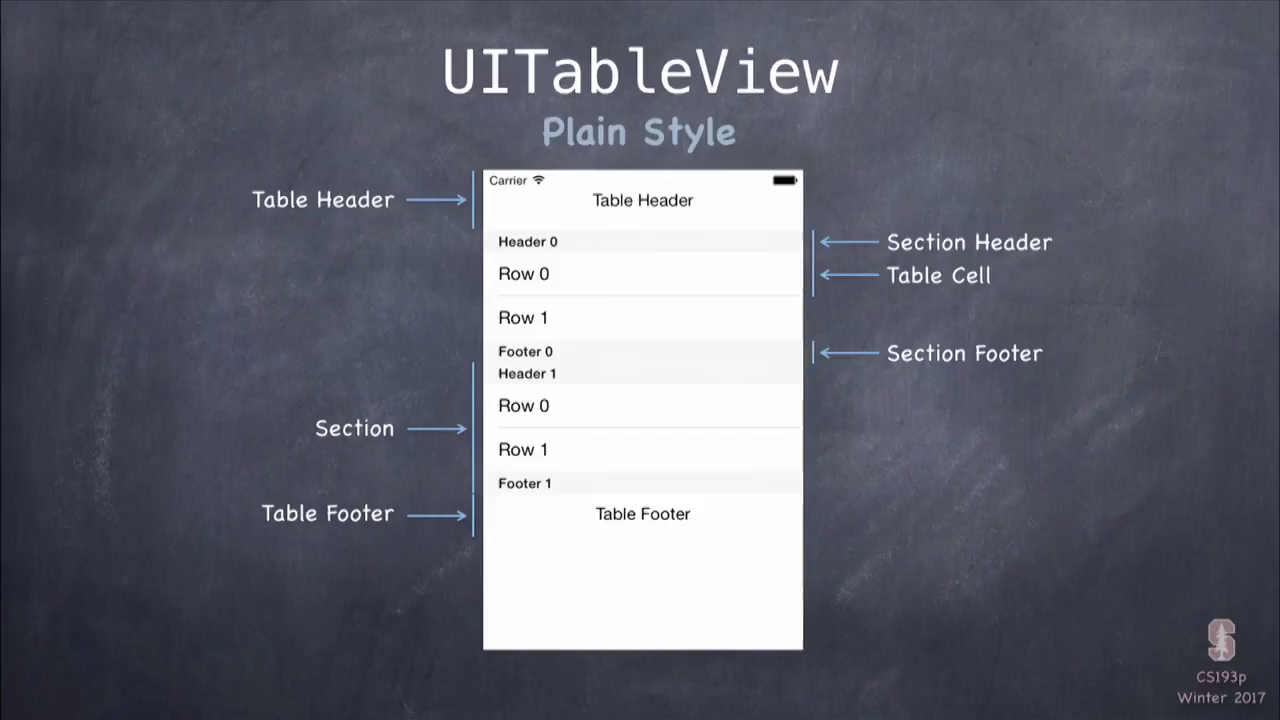 UITableView
Plain Style
Carrier
Table Header
Table Header
Header 0
Section Header
Row 0
Table Cell
Row 1
Footer 0
Section Footer
Header 1
Row 0
Section
Row 1
Footer 1
Table Footer
Table Footer
S
CS193p
Winter 2017